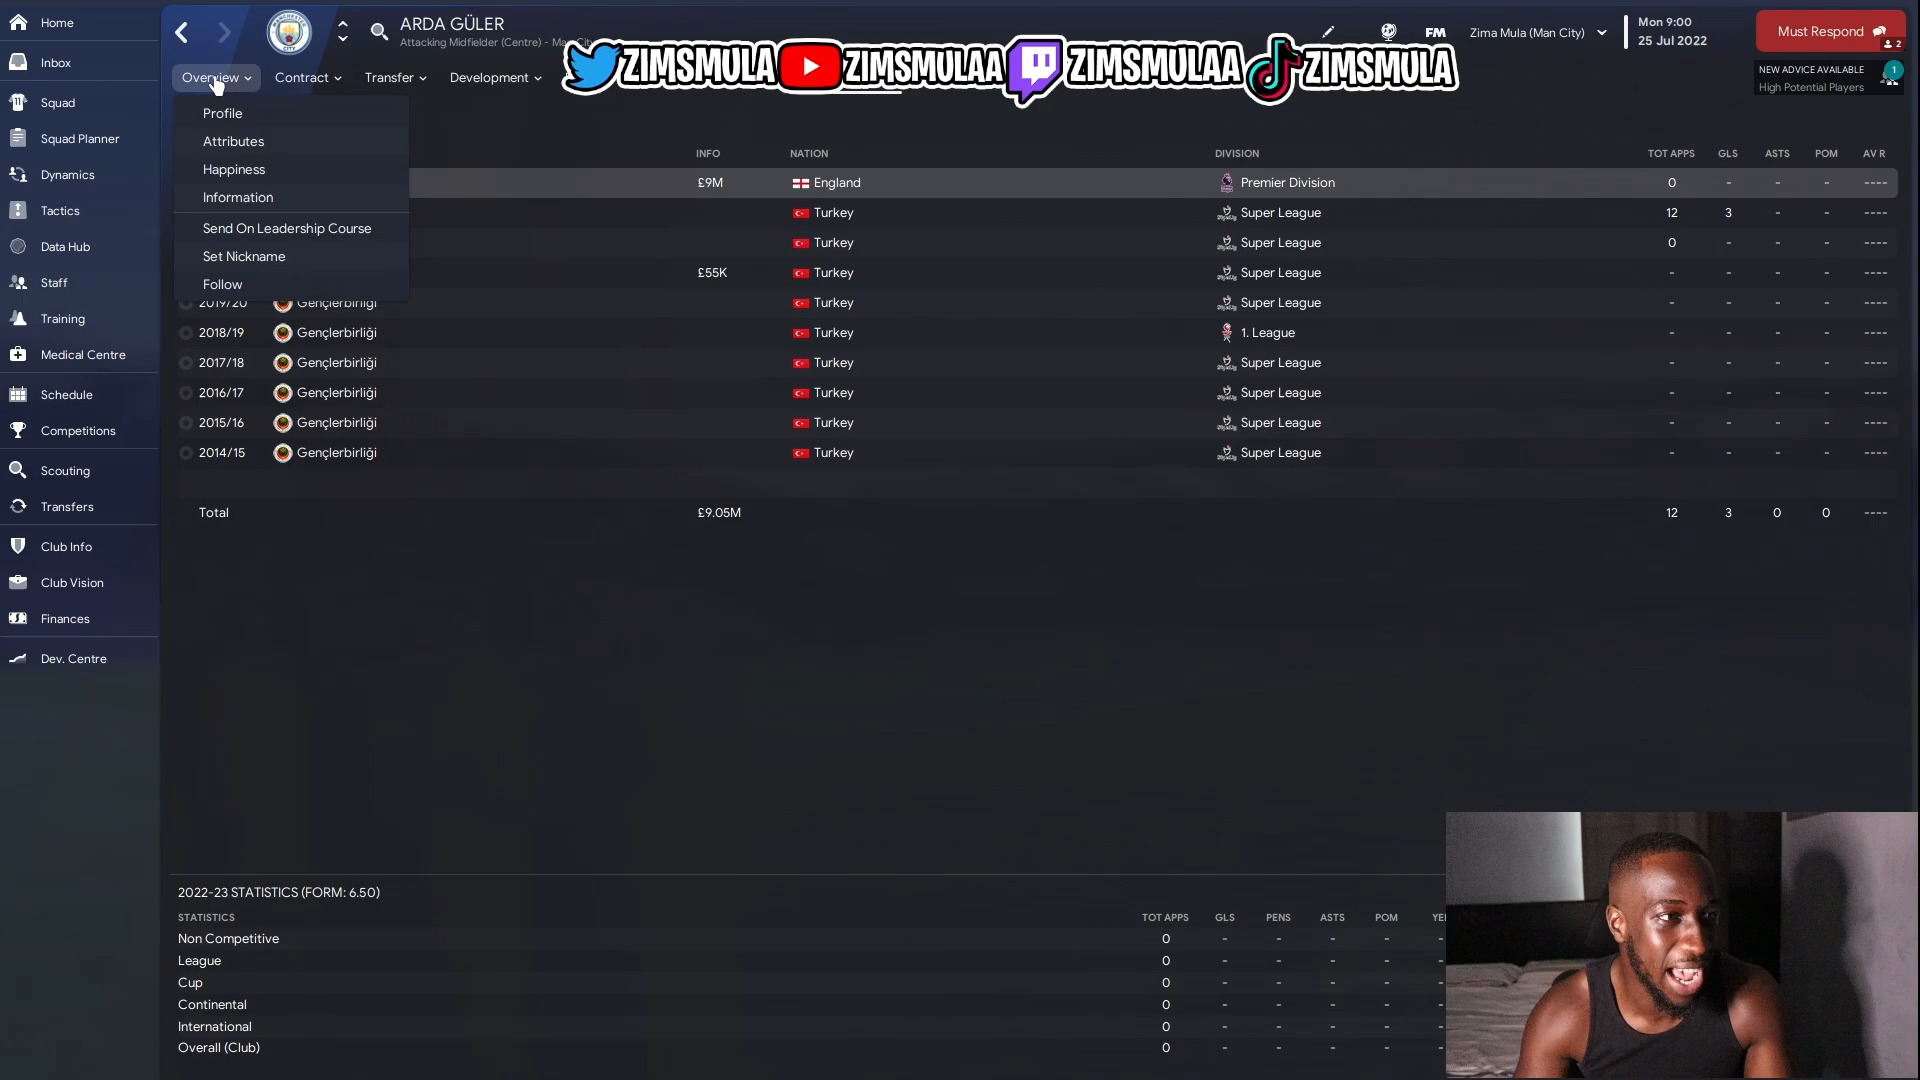 Home
Inbox
Squad
Squad Planner
Dynamics
Tactics
Data Hub
Staff
Training
Medical Centre
Schedule
Competitions
Scouting
Transfers
Club Info
Club Vision
Finances
Dev. Centre
ARDA GÜLER
Attacking Midfielder (Centre) - Man City
FM
Zima Mula (Man City)
Mon 9:00
25 Jul 2022
Must Respond
2
NEW ADVICE AVAILABLE
High Potential Players
1
Overview Contract Transfer Development
ZIMSMULA ZIMSMULAA ZIMSMULAA ZIMSMULA
Profile
Attributes
Happiness
Information
Send On Leadership Course
Set Nickname
Follow
INFO NATION DIVISION TOT APPS GLS ASTS POM AV R
£9M England Premier Division 0 - - - ----
Turkey Super League 12 3 - - ----
Turkey Super League 0 - - - ----
£55K Turkey Super League - - - - ----
2019/20 Gençlerbirliği Turkey Super League - - - - ----
2018/19 Gençlerbirliği Turkey 1. League - - - - ----
2017/18 Gençlerbirliği Turkey Super League - - - - ----
2016/17 Gençlerbirliği Turkey Super League - - - - ----
2015/16 Gençlerbirliği Turkey Super League - - - - ----
2014/15 Gençlerbirliği Turkey Super League - - - - ----
Total £9.05M 12 3 0 0 ----
2022-23 STATISTICS (FORM: 6.50)
STATISTICS TOT APPS GLS PENS ASTS POM YE
Non Competitive 0 - - - - -
League 0 - - - - -
Cup 0 - - - - -
Continental 0 - - - - -
International 0 - - - - -
Overall (Club) 0 - - - - -